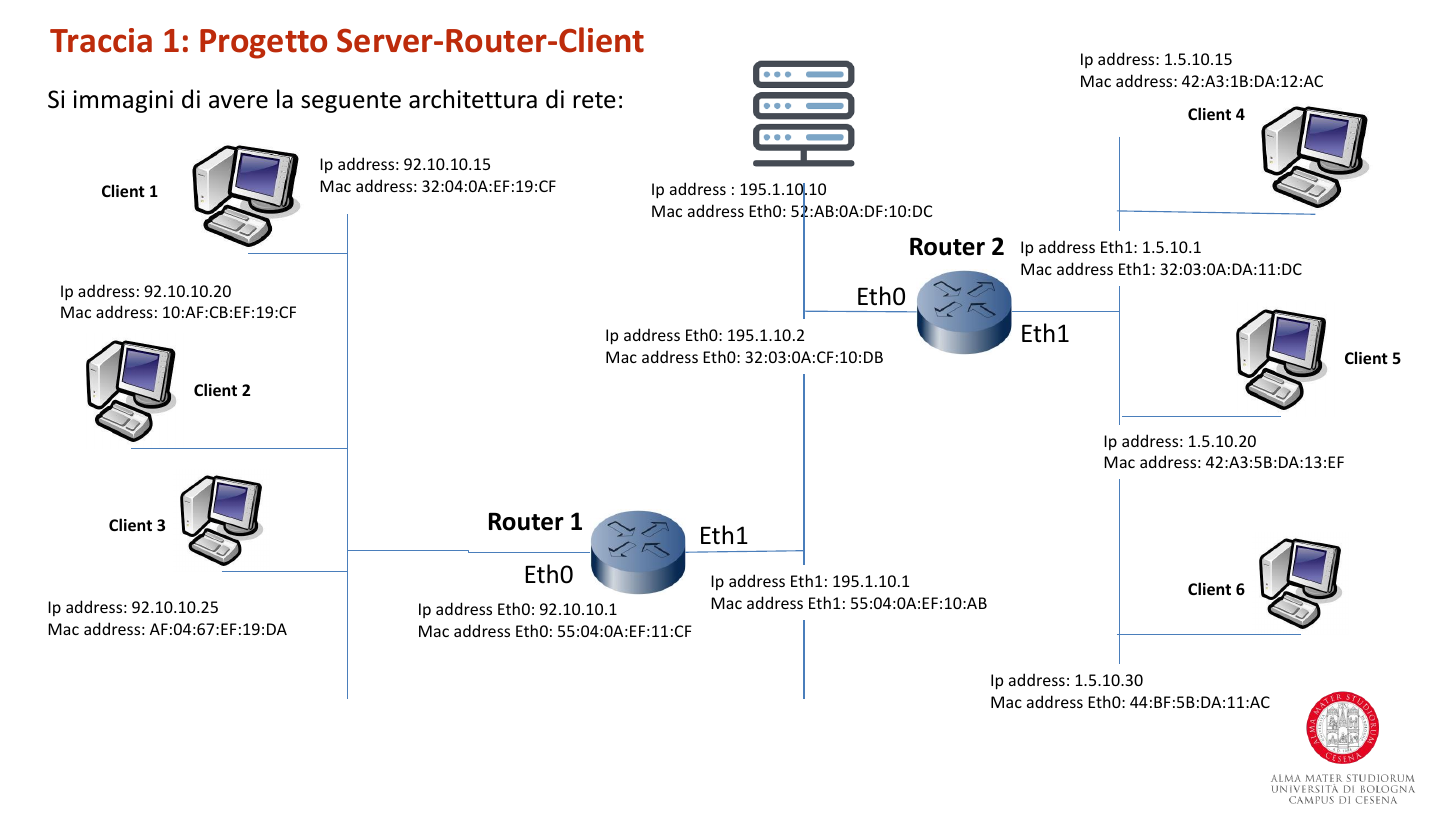 Traccia 1: Progetto Server-Router-Client
Si immagini di avere la seguente architettura di rete:
Client 1
Ip address: 92.10.10.15
Mac address: 32:04:0A:EF:19:CF
Ip address: 92.10.10.20
Mac address: 10:AF:CB:EF:19:CF
Client 2
Client 3
Ip address: 92.10.10.25
Mac address: AF:04:67:EF:19:DA
Router 1
Eth0
Eth1
Ip address Eth0: 92.10.10.1
Mac address Eth0: 55:04:0A:EF:11:CF
Ip address Eth1: 195.1.10.1
Mac address Eth1: 55:04:0A:EF:10:AB
Ip address : 195.1.10.10
Mac address Eth0: 52:AB:0A:DF:10:DC
Router 2
Eth0
Eth1
Ip address Eth0: 195.1.10.2
Mac address Eth0: 32:03:0A:CF:10:DB
Ip address Eth1: 1.5.10.1
Mac address Eth1: 32:03:0A:DA:11:DC
Ip address: 1.5.10.15
Mac address: 42:A3:1B:DA:12:AC
Client 4
Client 5
Ip address: 1.5.10.20
Mac address: 42:A3:5B:DA:13:EF
Client 6
Ip address: 1.5.10.30
Mac address Eth0: 44:BF:5B:DA:11:AC
ALMA MATER STUDIORUM
CESENA
ALMA MATER STUDIORUM
UNIVERSITÀ DI BOLOGNA
CAMPUS DI CESENA